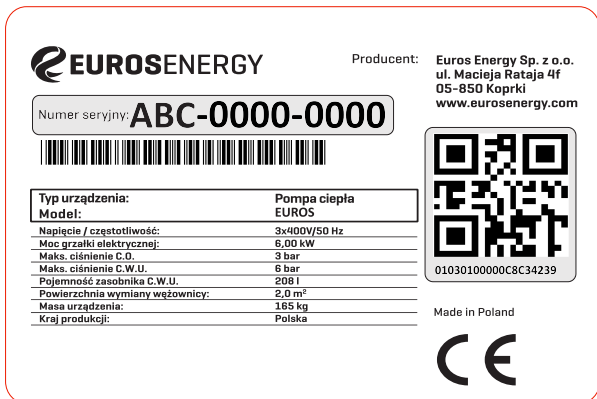 EUROSENERGY
Producent: Euros Energy Sp. z o.o.
ul. Macieja Rataja 4f
05-850 Koprki
www.eurosenergy.com
Numer seryjny: ABC-0000-0000
Typ urządzenia: Pompa ciepła
Model: EUROS
Napięcie / częstotliwość: 3x400V/50 Hz
Moc grzałki elektrycznej: 6,00 kW
Maks. ciśnienie C.O. 3 bar
Maks. ciśnienie C.W.U. 6 bar
Pojemność zasobnika C.W.U. 208 l
Powierzchnia wymiany wężownicy: 2,0 m²
Masa urządzenia: 165 kg
Kraj produkcji: Polska
01030100000C8C34239
Made in Poland
CE